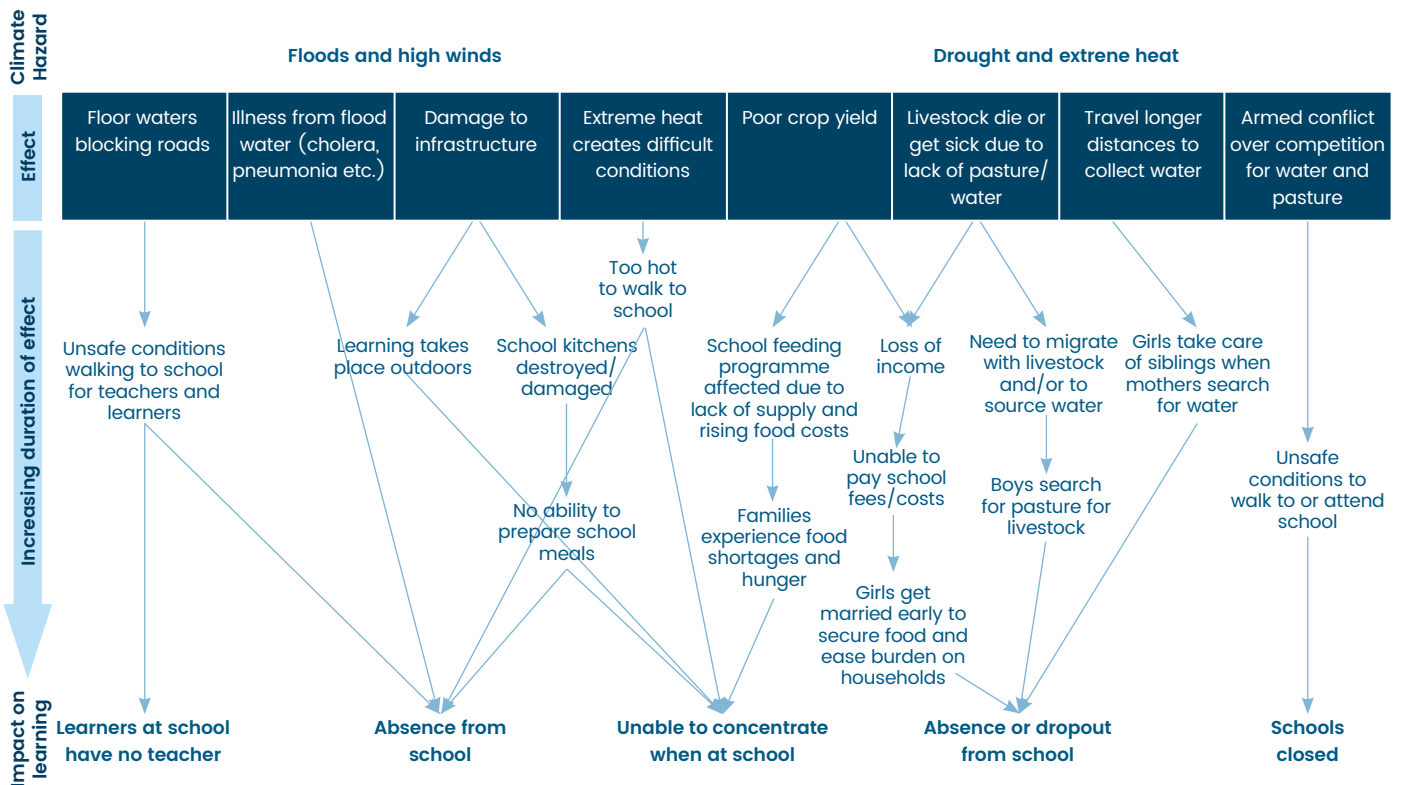 Climate
Hazard
Floods and high winds
Drought and extrene heat
Effect
Floor waters
blocking roads
Illness from flood
water (cholera,
pneumonia etc.)
Damage to
infrastructure
Extreme heat
creates difficult
conditions
Poor crop yield
Livestock die or
get sick due to
lack of pasture/
water
Travel longer
distances to
collect water
Armed conflict
over competition
for water and
pasture
Increasing duration of effect
Too hot
to walk to
school
Unsafe conditions
walking to school
for teachers and
learners
Learning takes
place outdoors
School kitchens
destroyed/
damaged
No ability to
prepare school
meals
School feeding
programme
affected due to
lack of supply and
rising food costs
Families
experience food
shortages and
hunger
Loss of
income
Unable to
pay school
fees/costs
Girls get
married early to
secure food and
ease burden on
households
Need to migrate
with livestock
and/or to
source water
Boys search
for pasture for
livestock
Girls take care
of siblings when
mothers search
for water
Unsafe
conditions to
walk to or attend
school
Impact on
learning
Learners at school
have no teacher
Absence from
school
Unable to concentrate
when at school
Absence or dropout
from school
Schools
closed